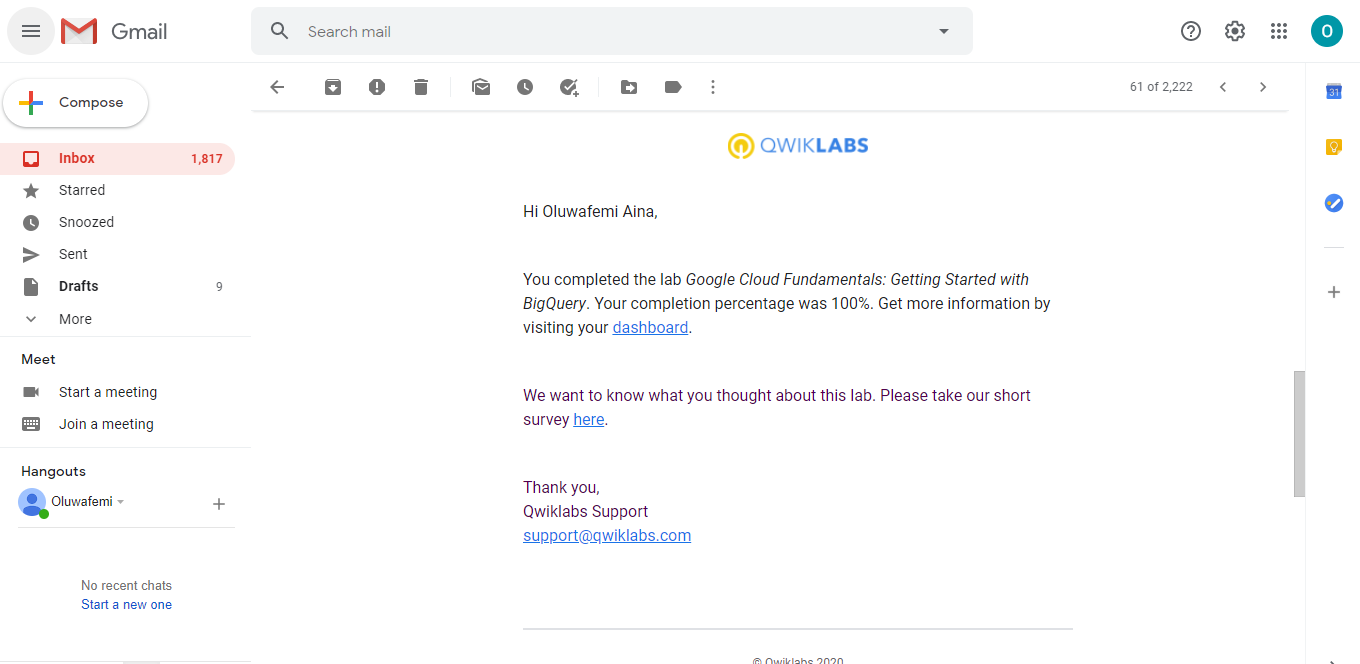 Gmail
Search mail
O
Compose
61 of 2,222
31
Inbox 1,817
Starred
Snoozed
Sent
Drafts 9
More
Meet
Start a meeting
Join a meeting
Hangouts
Oluwafemi
No recent chats
Start a new one
QWIKLABS
Hi Oluwafemi Aina,
You completed the lab Google Cloud Fundamentals: Getting Started with
BigQuery. Your completion percentage was 100%. Get more information by
visiting your dashboard.
We want to know what you thought about this lab. Please take our short
survey here.
Thank you,
Qwiklabs Support
support@qwiklabs.com
© Qwiklabs 2020